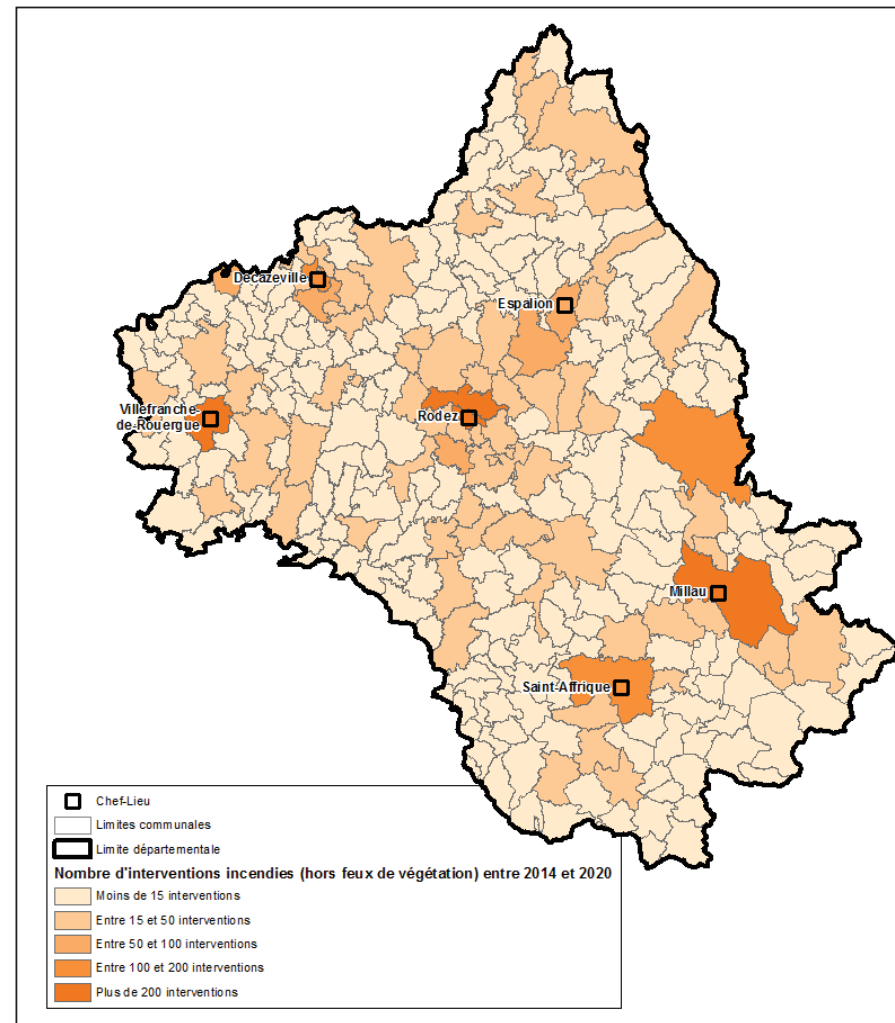 Decazeville
Espalion
Villefranche-
de-Rouergue
Rodez
Millau
Saint-Affrique
Chef-Lieu
Limites communales
Limite départementale
Nombre d'interventions incendies (hors feux de végétation) entre 2014 et 2020
Moins de 15 interventions
Entre 15 et 50 interventions
Entre 50 et 100 interventions
Entre 100 et 200 interventions
Plus de 200 interventions